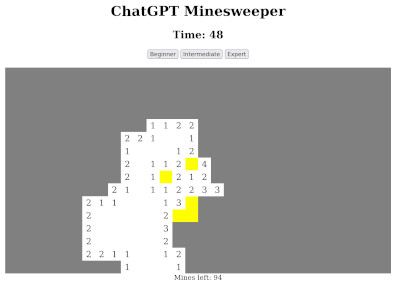 ChatGPT Minesweeper
Time: 48
Beginner Intermediate Expert
1 1 2 2
2 2 1 1
1 1 2
2 1 1 2 4
2 1 2 1 2
2 1 1 1 2 2 3 3
2 1 1 1 3
2 2
2 3
2 2
2 2 1 1 1 2
1 1
Mines left: 94